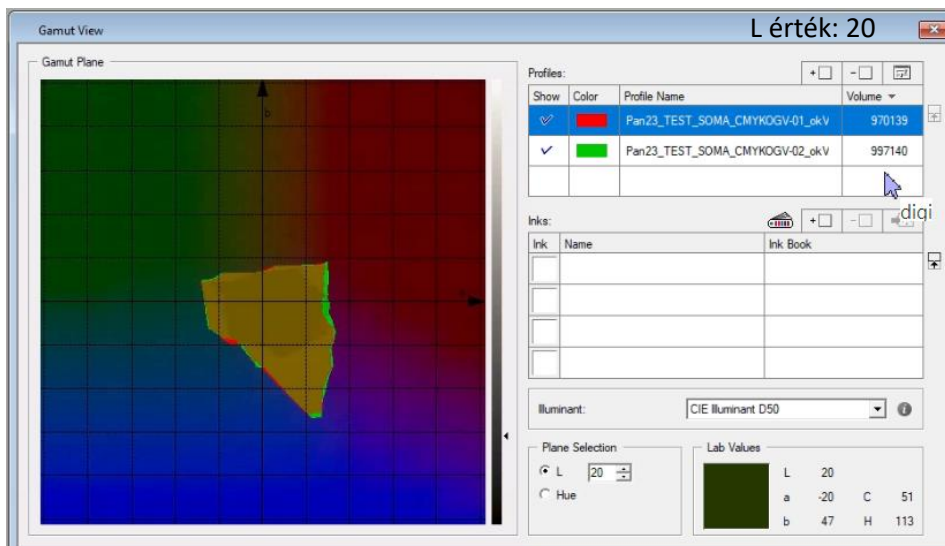 Gamut View
L érték: 20
Gamut Plane
b
Profiles:
Show Color Profile Name Volume
Pan23_TEST_SOMA_CMYKOGV-01_okV 970139
Pan23_TEST_SOMA_CMYKOGV-02_okV 997140
digi
Inks:
Ink Name Ink Book
Illuminant: CIE Illuminant D50
Plane Selection
L 20
Hue
Lab Values
L 20
a -20 C 51
b 47 H 113